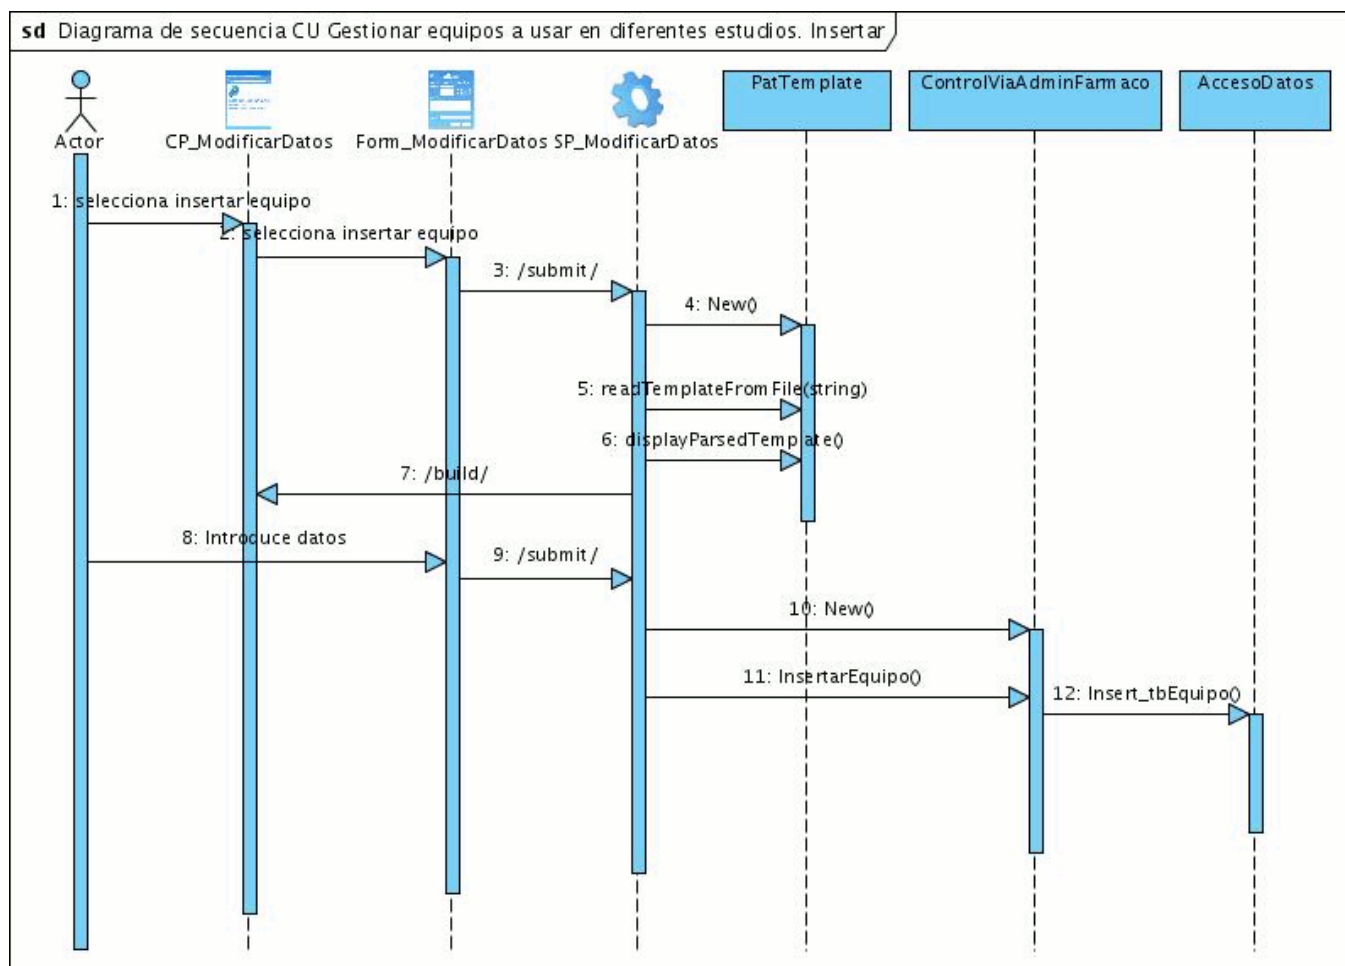 sd Diagrama de secuencia CU Gestionar equipos a usar en diferentes estudios. Insertar
Actor
CP_ModificarDatos
Form_ModificarDatos
SP_ModificarDatos
PatTemplate
ControlViaAdminFarmaco
AccesoDatos
1: selecciona insertar equipo
2: selecciona insertar equipo
3: /submit/
4: New()
5: readTemplateFromFile(string)
6: displayParsedTemplate()
7: /build/
8: Introduce datos
9: /submit/
10: New()
11: InsertarEquipo()
12: Insert_tbEquipo()